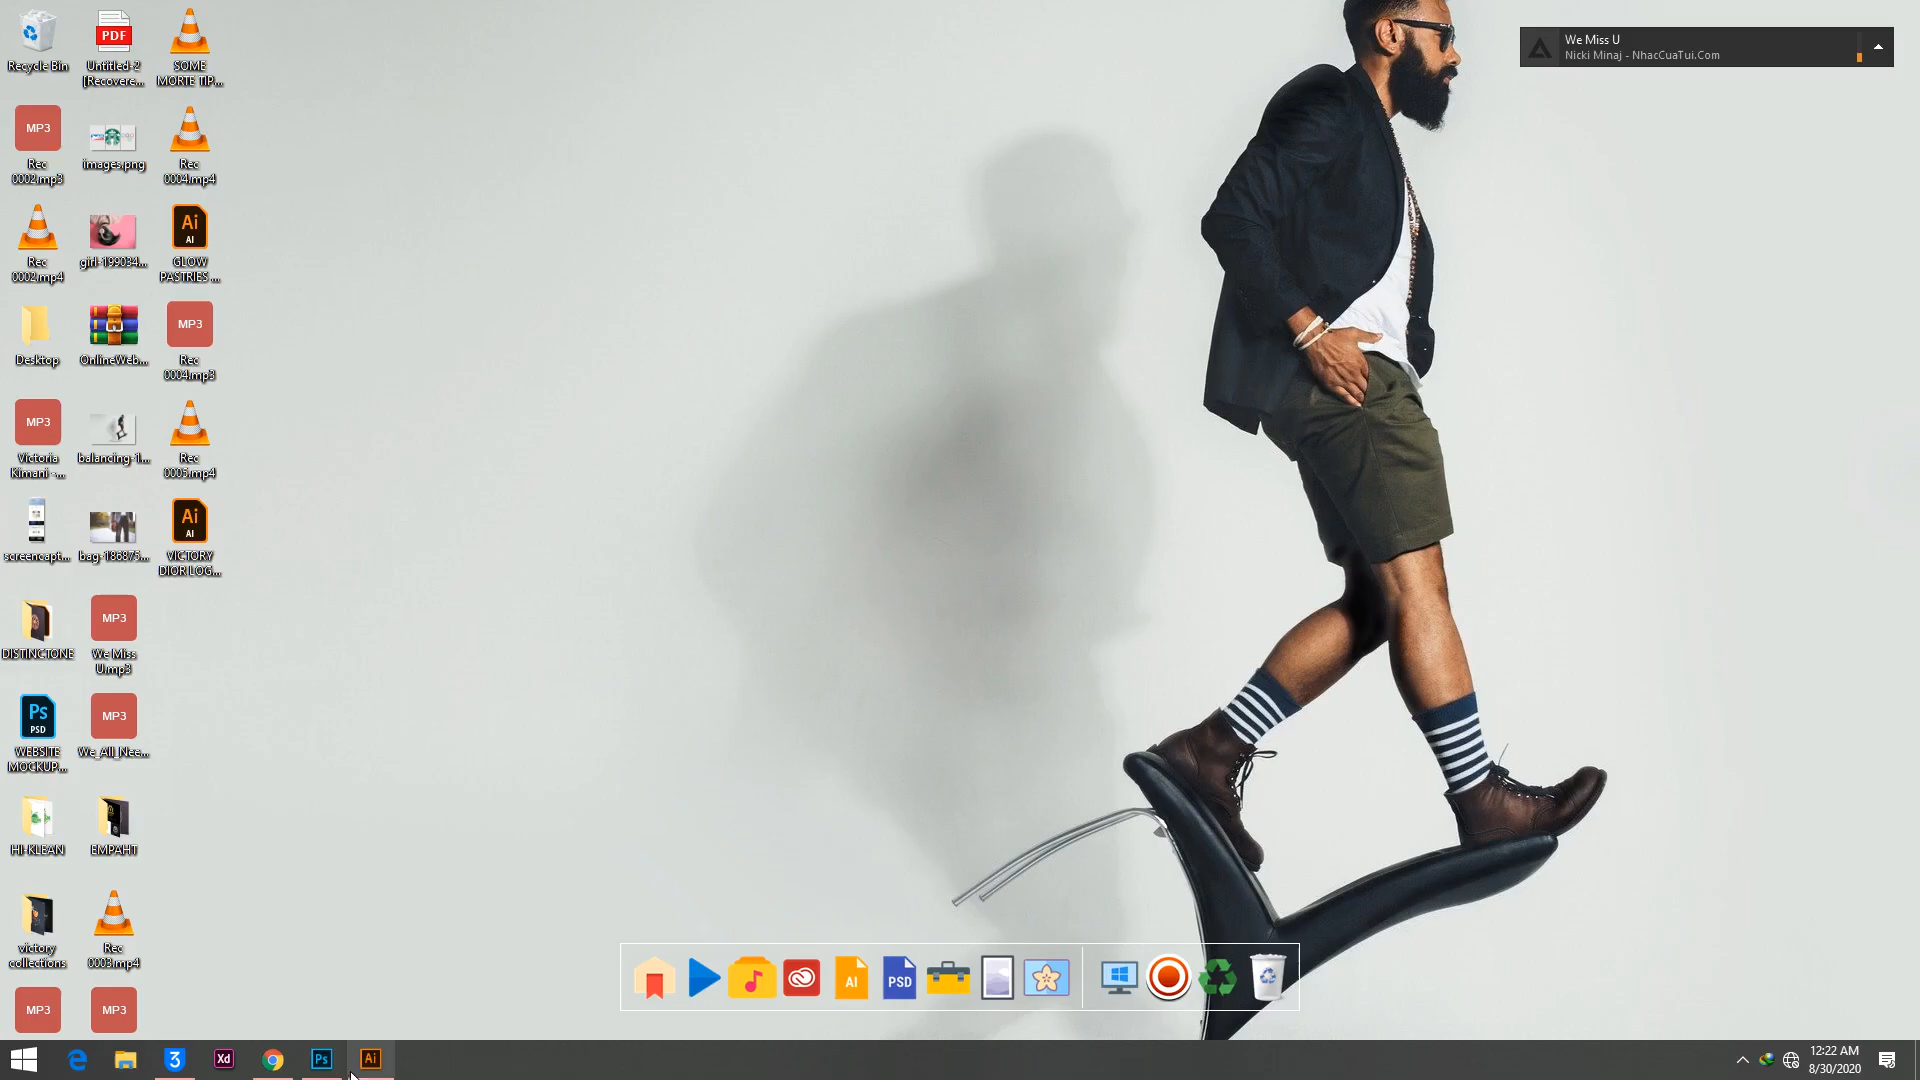 Recycle Bin
PDF
Untitled-2
[Recovere...
SOME
MORTE TIP...
MP3
Rec
0002.mp3
images.png
Rec
0004.mp4
Rec
0002.mp4
girl-199034...
Ai
AI
GLOW
PASTRIES ...
Desktop
OnlineWeb...
MP3
Rec
0004.mp3
MP3
Victoria
Kimani -...
balancing-1...
Rec
0005.mp4
screencapt...
bag-186875...
Ai
AI
VICTORY
DIOR LOG...
DISTINCTONE
MP3
We Miss
U.mp3
Ps
PSD
WEBSITE
MOCKUP...
MP3
We_All_Nee...
HI-KLEAN
EMPAHT
victory
collections
Rec
0003.mp4
MP3
MP3
We Miss U
Nicki Minaj - NhacCuaTui.Com
AI
PSD
3
Xd
Ps
Ai
12:22 AM
8/30/2020